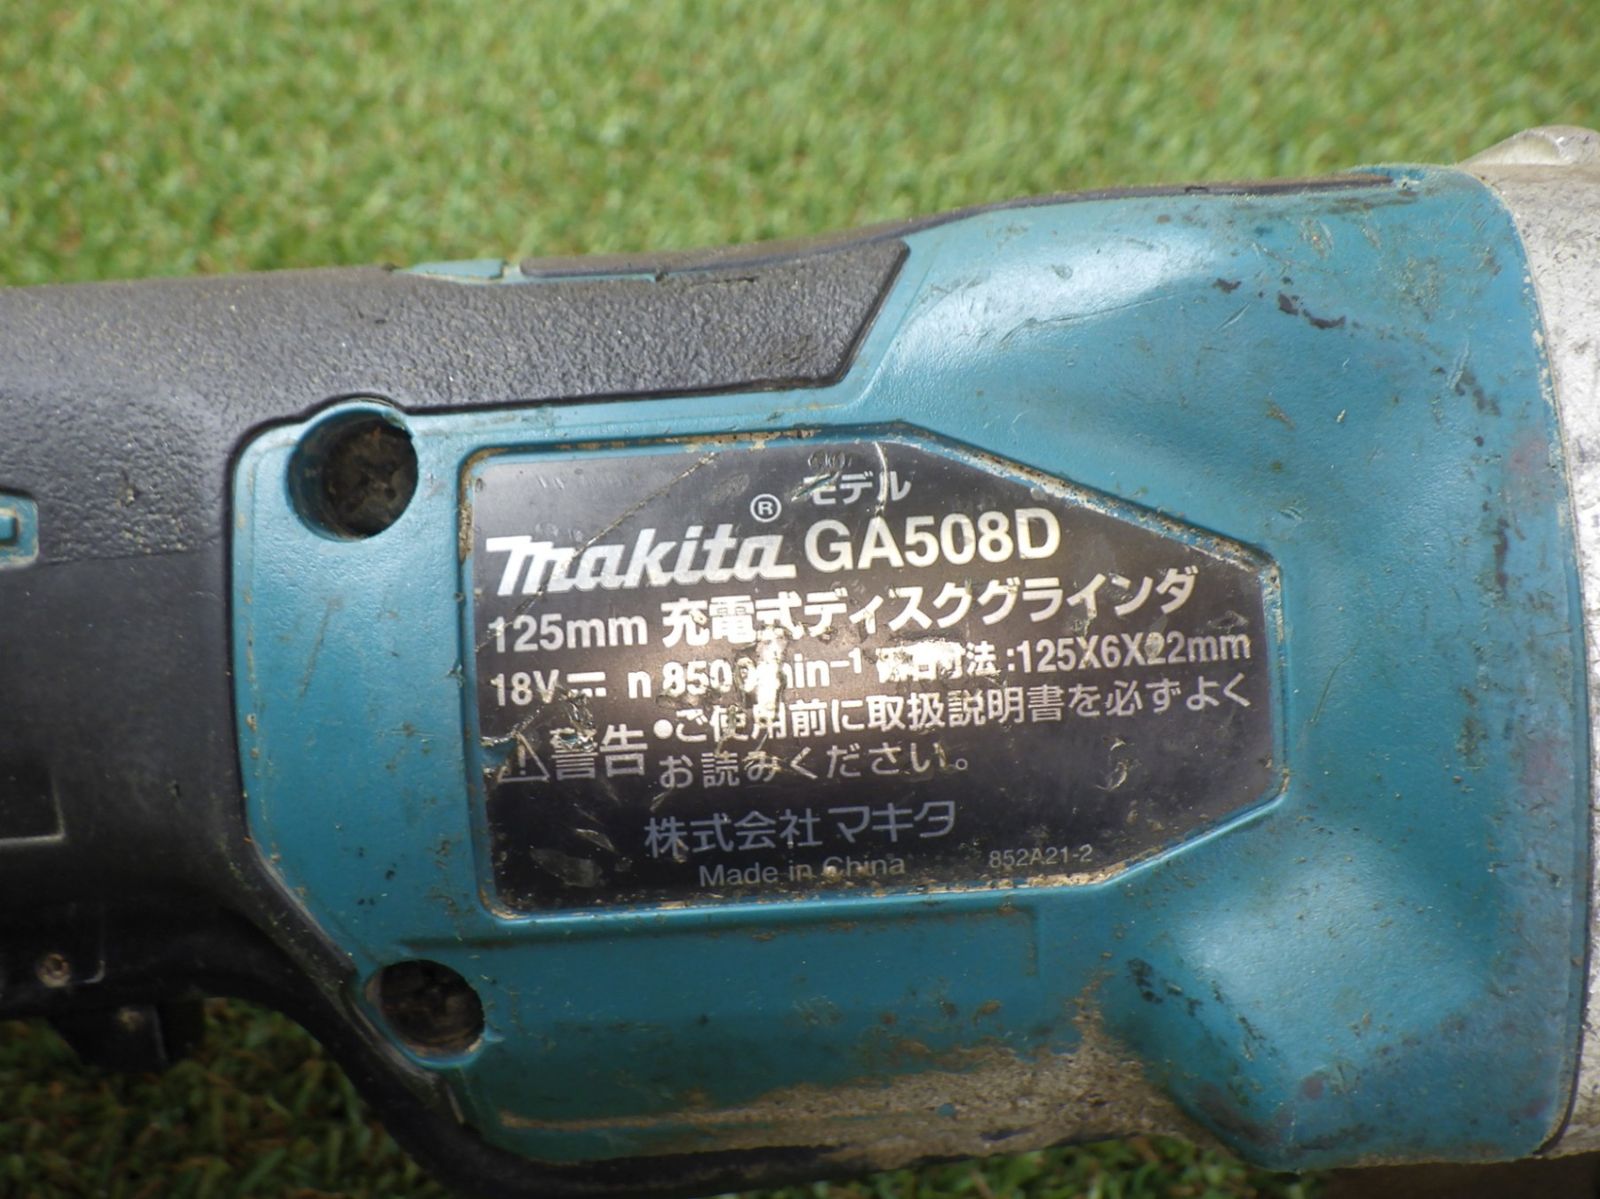 モデル
makita® GA508D
125mm 充電式ディスクグラインダ
18V⎓ n 8500min⁻¹ 寸法:125X6X22mm
⚠警告 •ご使用前に取扱説明書を必ずよく
お読みください。
株式会社マキタ
Made in China 852A21-2